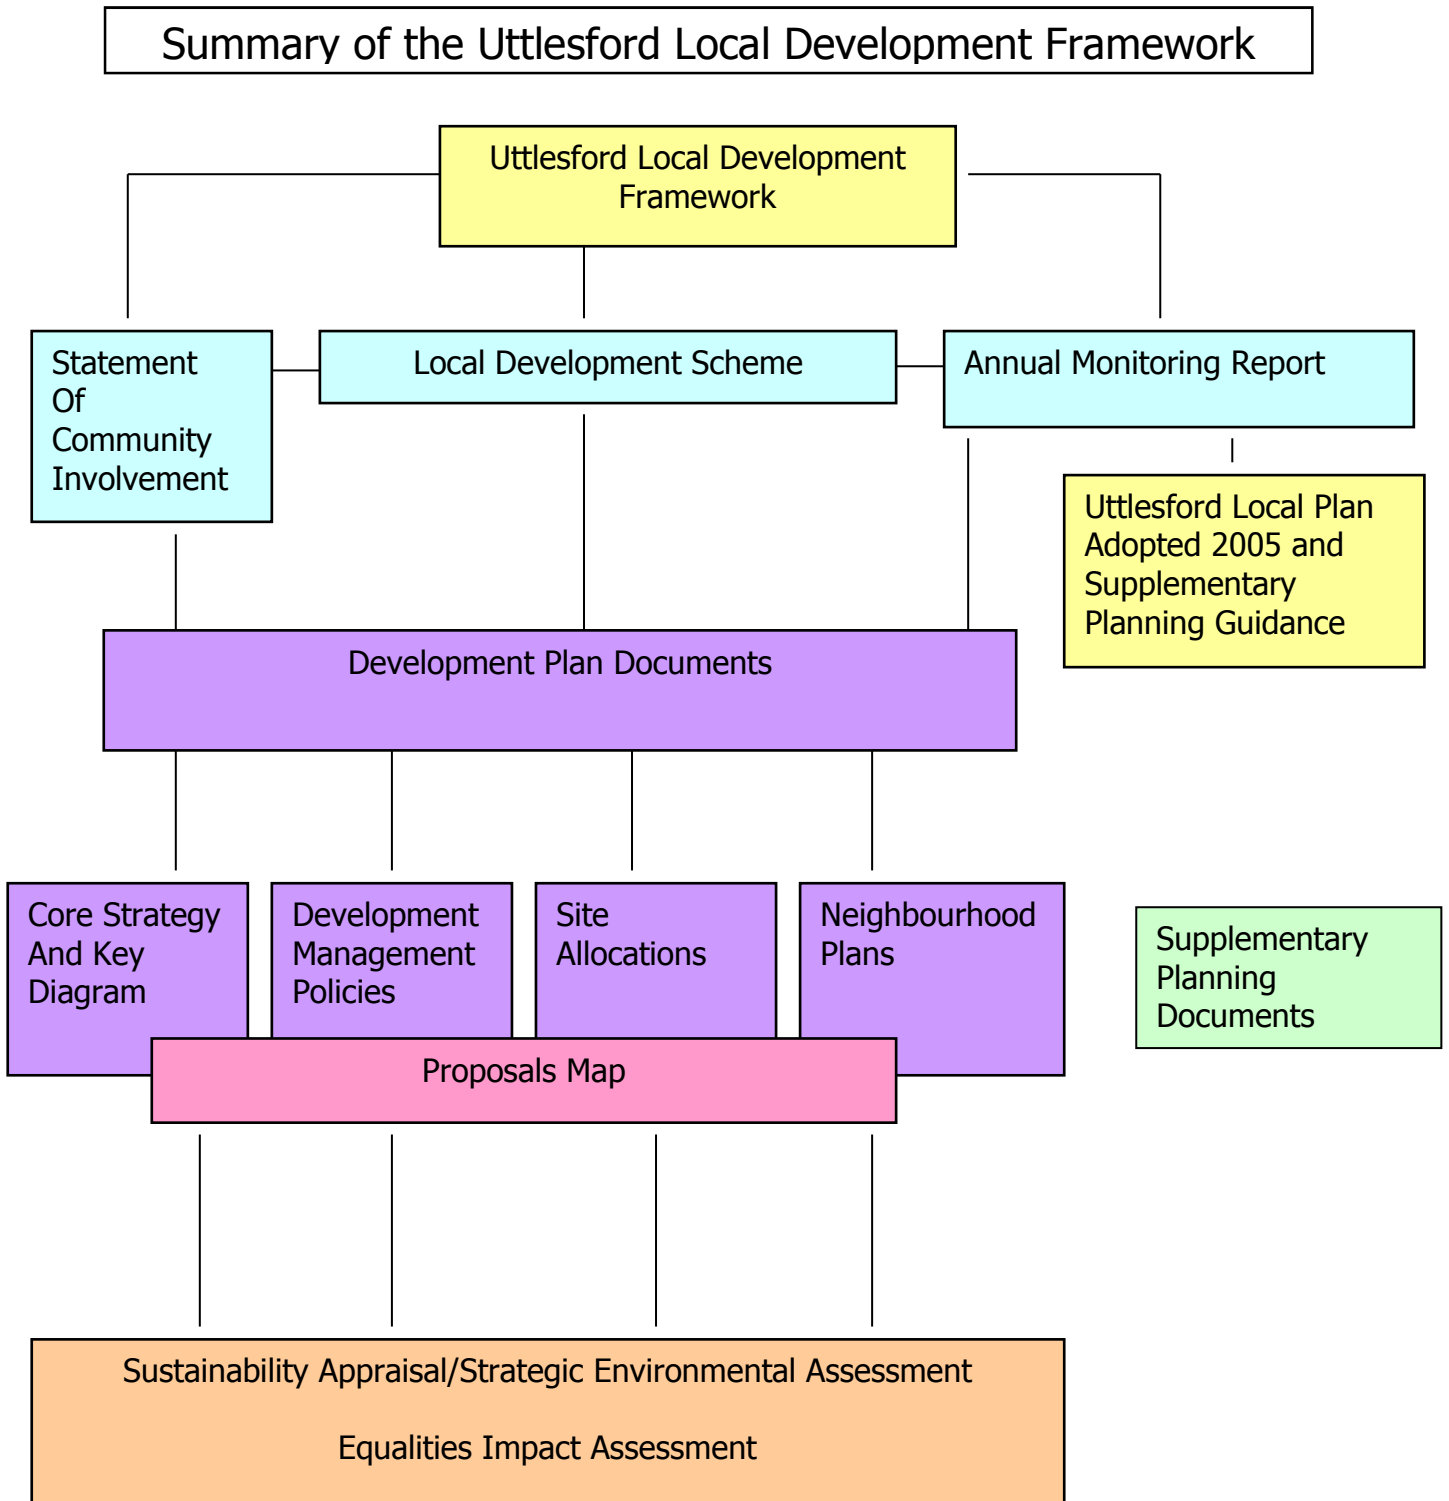 Summary of the Uttlesford Local Development Framework
Uttlesford Local Development
Framework
Statement
Of
Community
Involvement
Local Development Scheme
Annual Monitoring Report
Uttlesford Local Plan
Adopted 2005 and
Supplementary
Planning Guidance
Development Plan Documents
Core Strategy
And Key
Diagram
Development
Management
Policies
Site
Allocations
Neighbourhood
Plans
Supplementary
Planning
Documents
Proposals Map
Sustainability Appraisal/Strategic Environmental Assessment
Equalities Impact Assessment